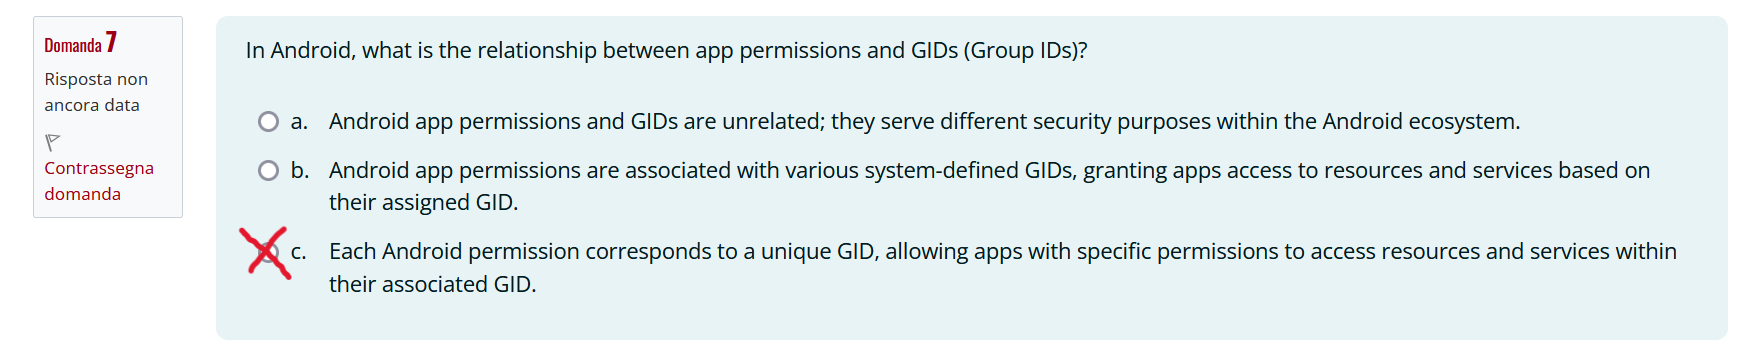 Domanda 7
Risposta non
ancora data
Contrassegna
domanda
In Android, what is the relationship between app permissions and GIDs (Group IDs)?
a. Android app permissions and GIDs are unrelated; they serve different security purposes within the Android ecosystem.
b. Android app permissions are associated with various system-defined GIDs, granting apps access to resources and services based on
their assigned GID.
c. Each Android permission corresponds to a unique GID, allowing apps with specific permissions to access resources and services within
their associated GID.